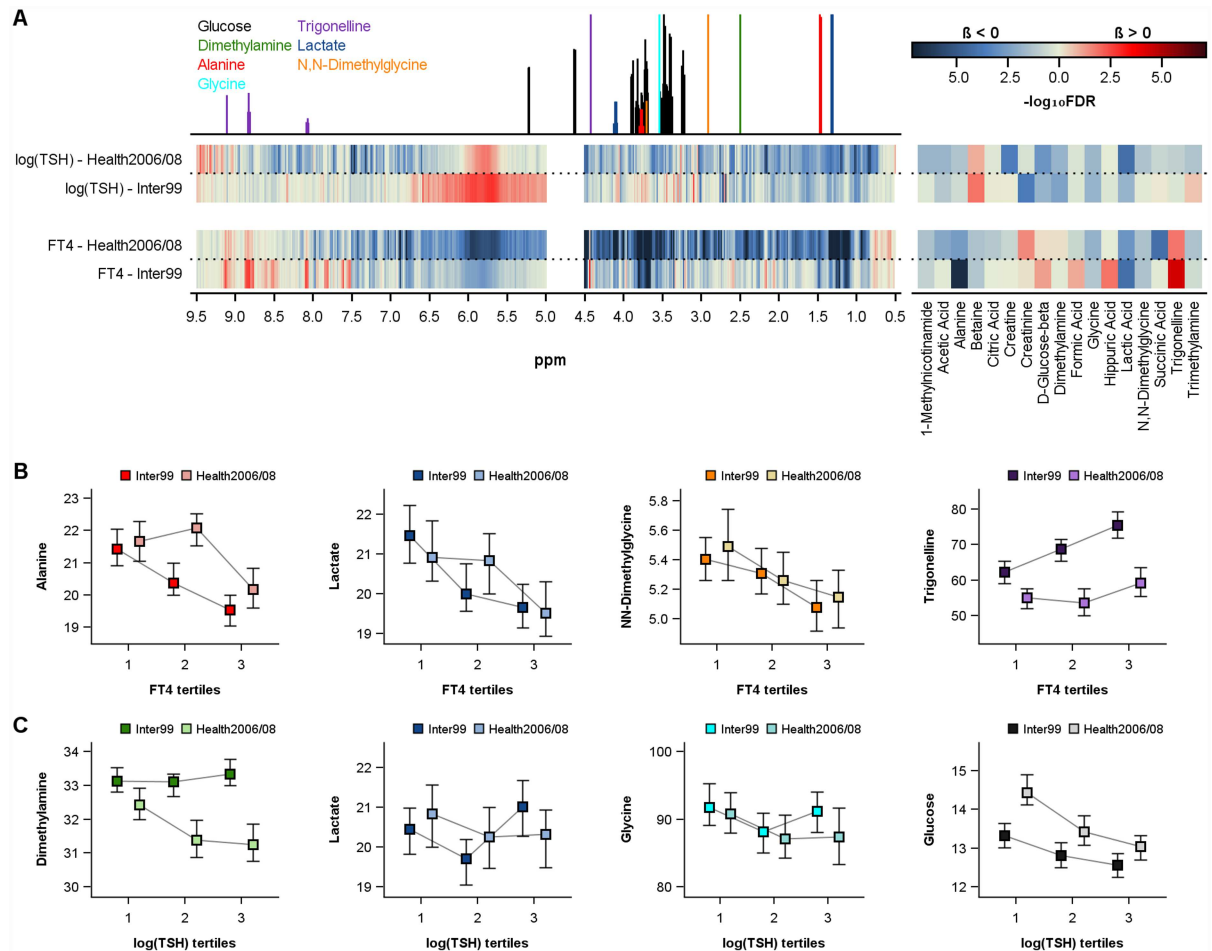 A
Glucose Trigonelline
Dimethylamine Lactate
Alanine N,N-Dimethylglycine
Glycine
ß < 0 ß > 0
5.0 2.5 0.0 2.5 5.0
-log₁₀FDR
log(TSH) - Health2006/08
log(TSH) - Inter99
FT4 - Health2006/08
FT4 - Inter99
9.5 9.0 8.5 8.0 7.5 7.0 6.5 6.0 5.5 5.0 4.5 4.0 3.5 3.0 2.5 2.0 1.5 1.0 0.5
ppm
1-Methylnicotinamide
Acetic Acid
Alanine
Betaine
Citric Acid
Creatine
Creatinine
D-Glucose-beta
Dimethylamine
Formic Acid
Glycine
Hippuric Acid
Lactic Acid
N,N-Dimethylglycine
Succinic Acid
Trigonelline
Trimethylamine
B
Inter99 Health2006/08
Alanine
23
22
21
20
19
1 2 3
FT4 tertiles
Inter99 Health2006/08
Lactate
22
21
20
19
1 2 3
FT4 tertiles
Inter99 Health2006/08
NN-Dimethylglycine
5.8
5.6
5.4
5.2
5.0
1 2 3
FT4 tertiles
Inter99 Health2006/08
Trigonelline
80
70
60
50
1 2 3
FT4 tertiles
C
Inter99 Health2006/08
Dimethylamine
34
33
32
31
30
1 2 3
log(TSH) tertiles
Inter99 Health2006/08
Lactate
22
21
20
19
1 2 3
log(TSH) tertiles
Inter99 Health2006/08
Glycine
100
90
80
1 2 3
log(TSH) tertiles
Inter99 Health2006/08
Glucose
15
14
13
12
1 2 3
log(TSH) tertiles